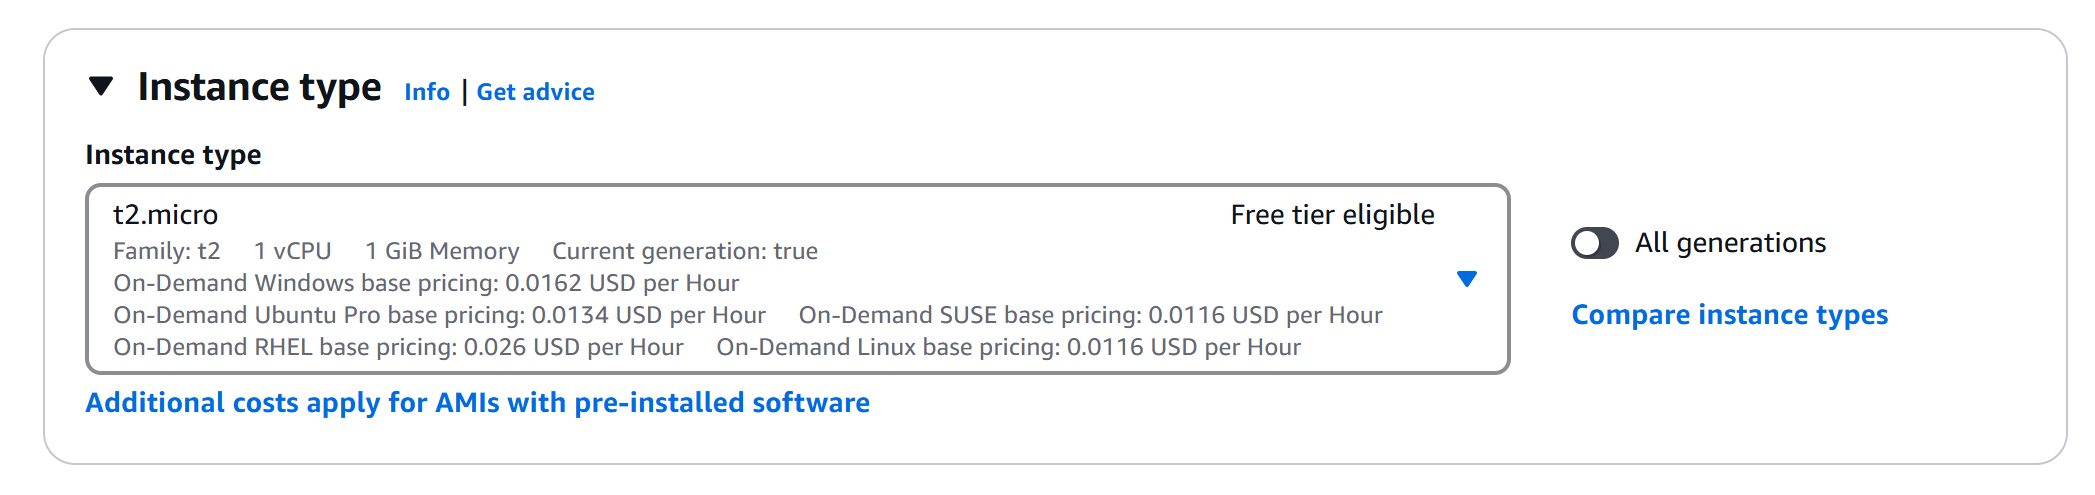 Instance type Info | Get advice
Instance type
t2.micro Free tier eligible
Family: t2 1 vCPU 1 GiB Memory Current generation: true
On-Demand Windows base pricing: 0.0162 USD per Hour
On-Demand Ubuntu Pro base pricing: 0.0134 USD per Hour On-Demand SUSE base pricing: 0.0116 USD per Hour
On-Demand RHEL base pricing: 0.026 USD per Hour On-Demand Linux base pricing: 0.0116 USD per Hour
All generations
Compare instance types
Additional costs apply for AMIs with pre-installed software